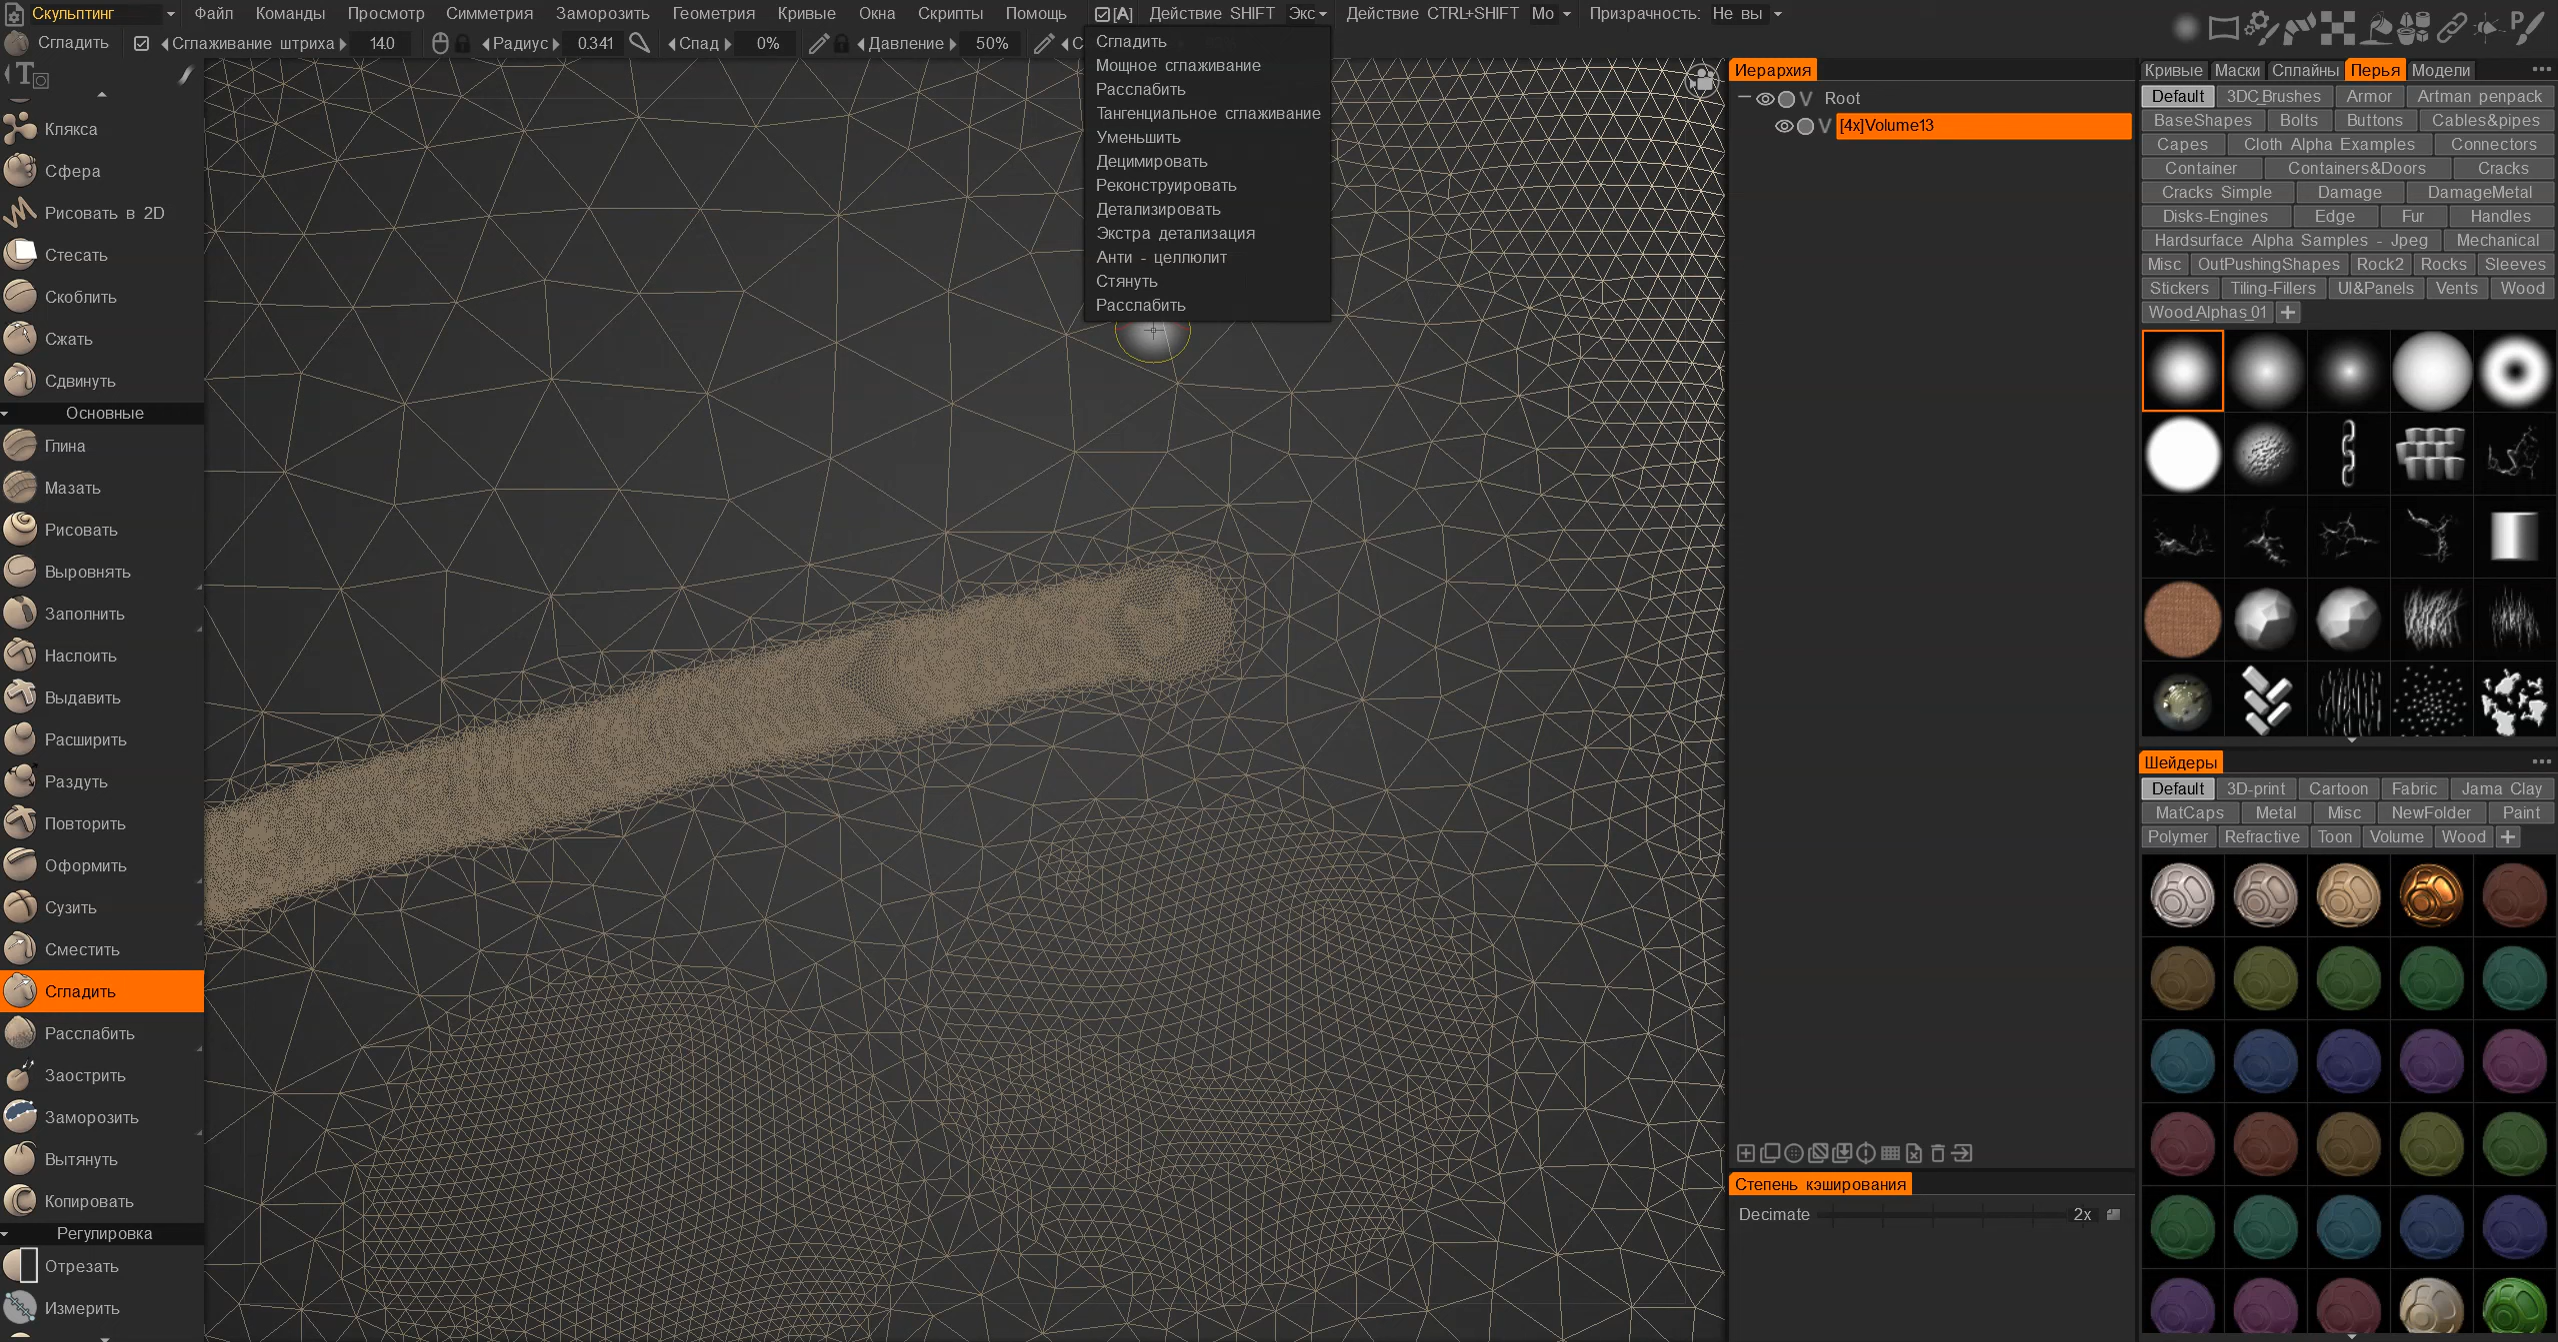 Скульптинг Файл Команды Просмотр Симметрия Заморозить Геометрия Кривые Окна Скрипты Помощь [A] Действие SHIFT Экс Действие CTRL+SHIFT Мо Призрачность: Не вы
Сгладить Сглаживание штриха 14.0 Радиус 0.341 Спад 0% Давление 50% С
Сгладить
Мощное сглаживание
Расслабить
Тангенциальное сглаживание
Уменьшить
Децимировать
Реконструировать
Детализировать
Экстра детализация
Анти - целлюлит
Стянуть
Расслабить
Клякса
Сфера
Рисовать в 2D
Стесать
Скоблить
Сжать
Сдвинуть
Основные
Глина
Мазать
Рисовать
Выровнять
Заполнить
Наслоить
Выдавить
Расширить
Раздуть
Повторить
Оформить
Сузить
Сместить
Сгладить
Расслабить
Заострить
Заморозить
Вытянуть
Копировать
Регулировка
Отрезать
Измерить
Иерархия
V Root
V [4x]Volume13
Степень кэширования
Decimate 2x
Кривые Маски Сплайны Перья Модели
Default 3DC_Brushes Armor Artman penpack
BaseShapes Bolts Buttons Cables&pipes
Capes Cloth Alpha Examples Connectors
Container Containers&Doors Cracks
Cracks Simple Damage DamageMetal
Disks-Engines Edge Fur Handles
Hardsurface Alpha Samples - Jpeg Mechanical
Misc OutPushingShapes Rock2 Rocks Sleeves
Stickers Tiling-Fillers UI&Panels Vents Wood
Wood_Alphas_01 +
Шейдеры
Default 3D-print Cartoon Fabric Jama Clay
MatCaps Metal Misc NewFolder Paint
Polymer Refractive Toon Volume Wood +